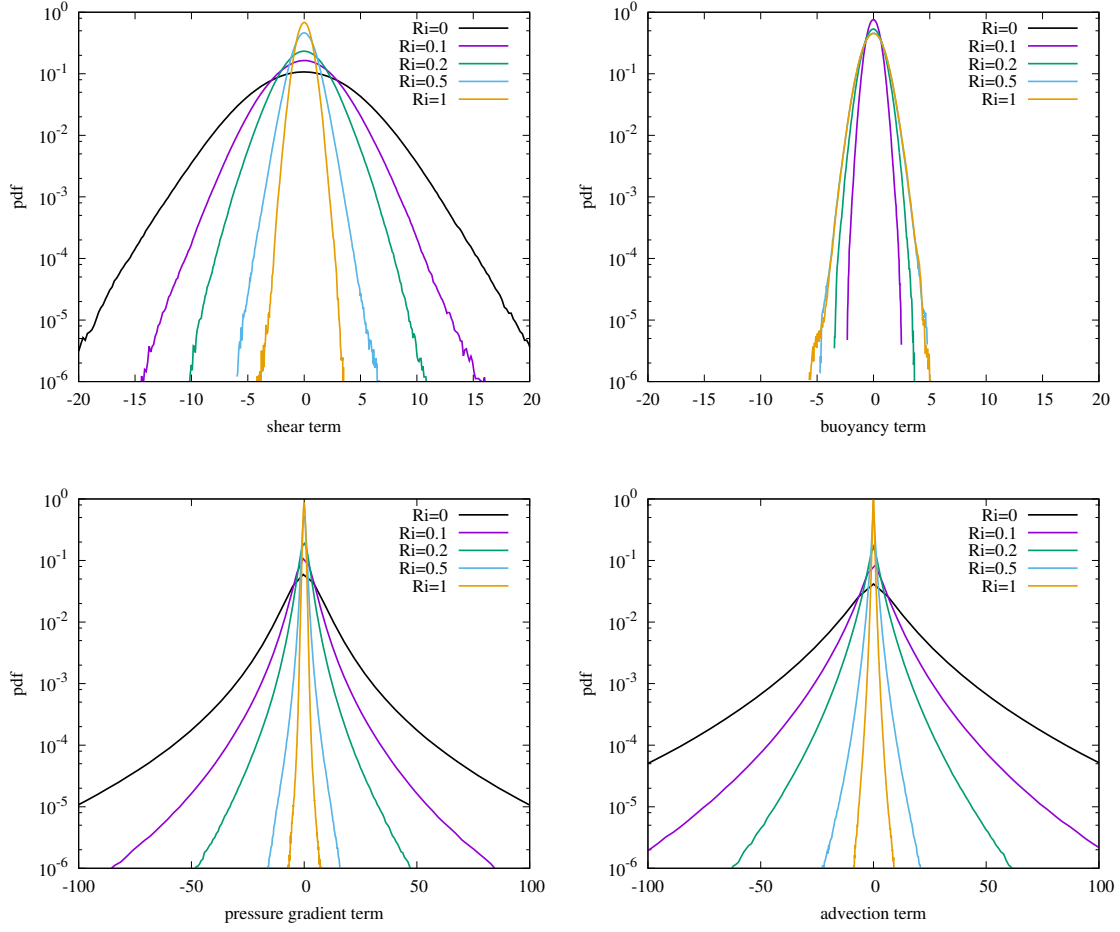 10^0
10^-1
10^-2
10^-3
10^-4
10^-5
10^-6
pdf
Ri=0
Ri=0.1
Ri=0.2
Ri=0.5
Ri=1
-20 -15 -10 -5 0 5 10 15 20
shear term
10^0
10^-1
10^-2
10^-3
10^-4
10^-5
10^-6
pdf
Ri=0
Ri=0.1
Ri=0.2
Ri=0.5
Ri=1
-20 -15 -10 -5 0 5 10 15 20
buoyancy term
10^0
10^-1
10^-2
10^-3
10^-4
10^-5
10^-6
pdf
Ri=0
Ri=0.1
Ri=0.2
Ri=0.5
Ri=1
-100 -50 0 50 100
pressure gradient term
10^0
10^-1
10^-2
10^-3
10^-4
10^-5
10^-6
pdf
Ri=0
Ri=0.1
Ri=0.2
Ri=0.5
Ri=1
-100 -50 0 50 100
advection term